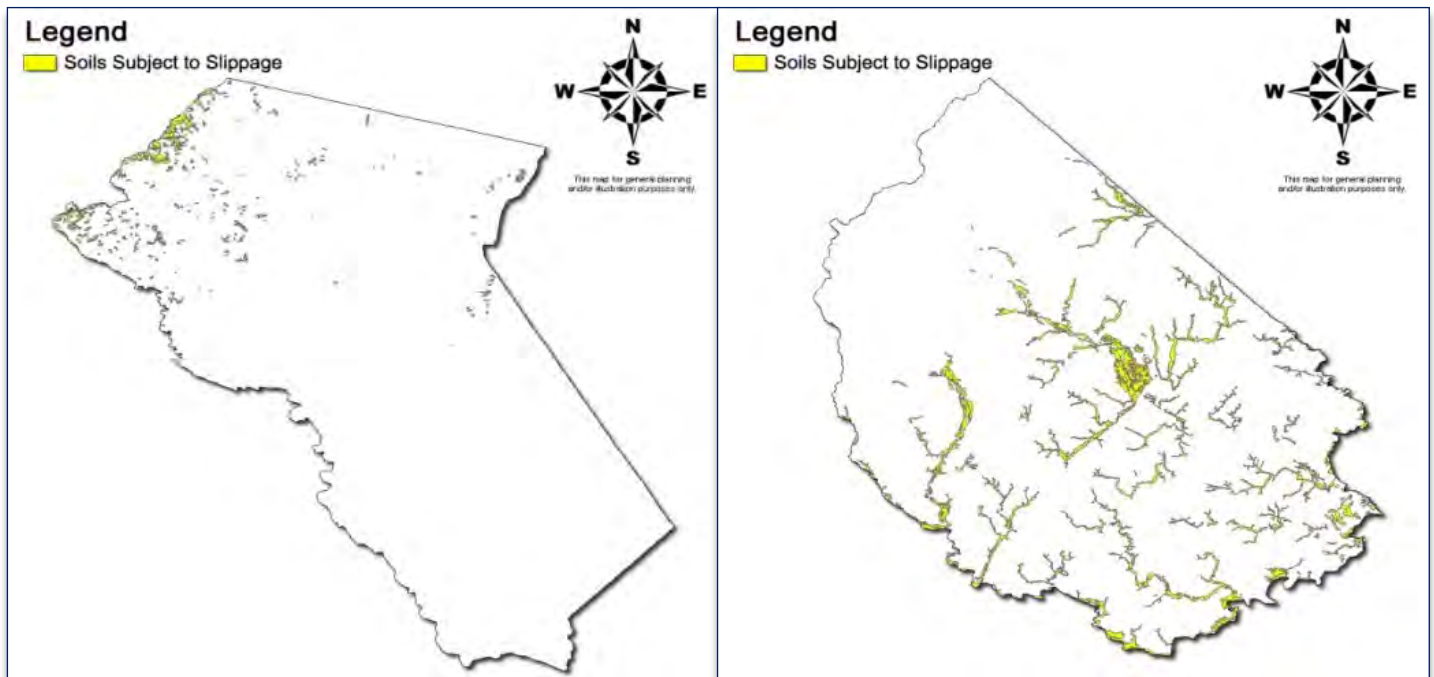 Legend
Soils Subject to Slippage
N
W E
S
This map for general planning
and/or illustration purposes only.
Legend
Soils Subject to Slippage
N
W E
S
This map for general planning
and/or illustration purposes only.